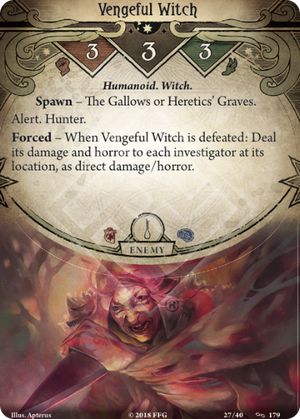 Vengeful Witch
3 3 3
Humanoid. Witch.
Spawn – The Gallows or Heretics' Graves.
Alert. Hunter.
Forced – When Vengeful Witch is defeated: Deal
its damage and horror to each investigator at its
location, as direct damage/horror.
ENEMY
Illus. Apterus © 2018 FFG 27/40 179